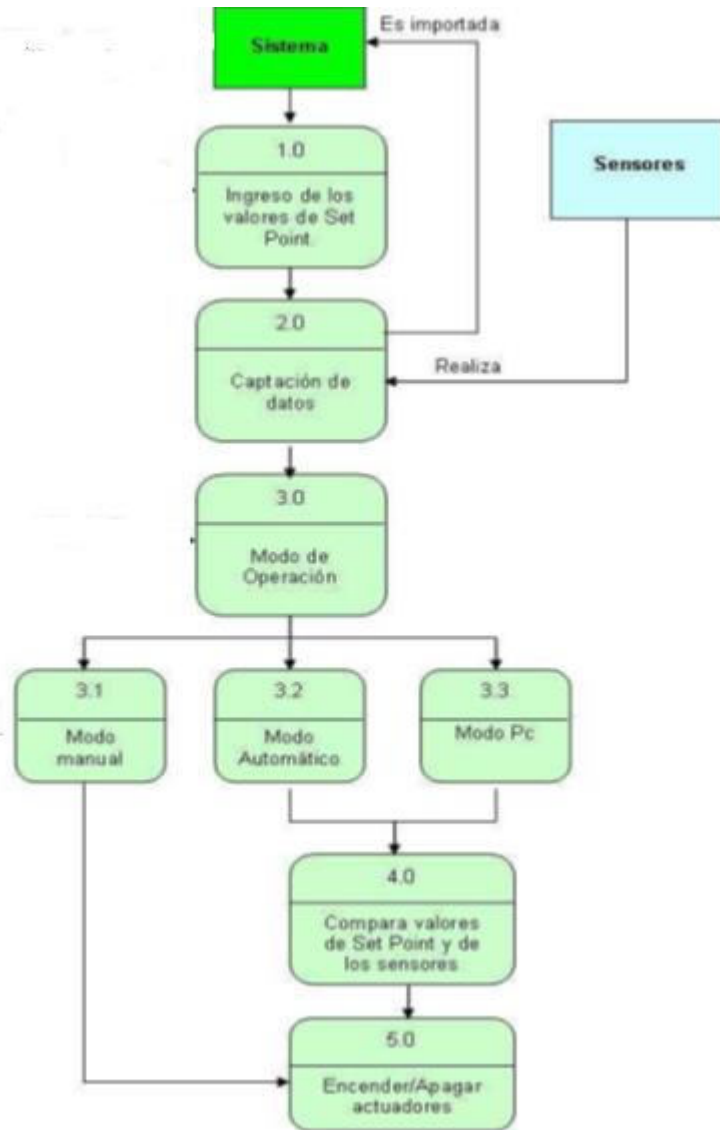 Es importada
Sistema
1.0
Ingreso de los
valores de Set
Point.
Sensores
2.0
Captación de
datos
Realiza
3.0
Modo de
Operación
3.1
Modo
manual
3.2
Modo
Automático
3.3
Modo Pc
4.0
Compara valores
de Set Point y de
los sensores
5.0
Encender/Apagar
actuadores